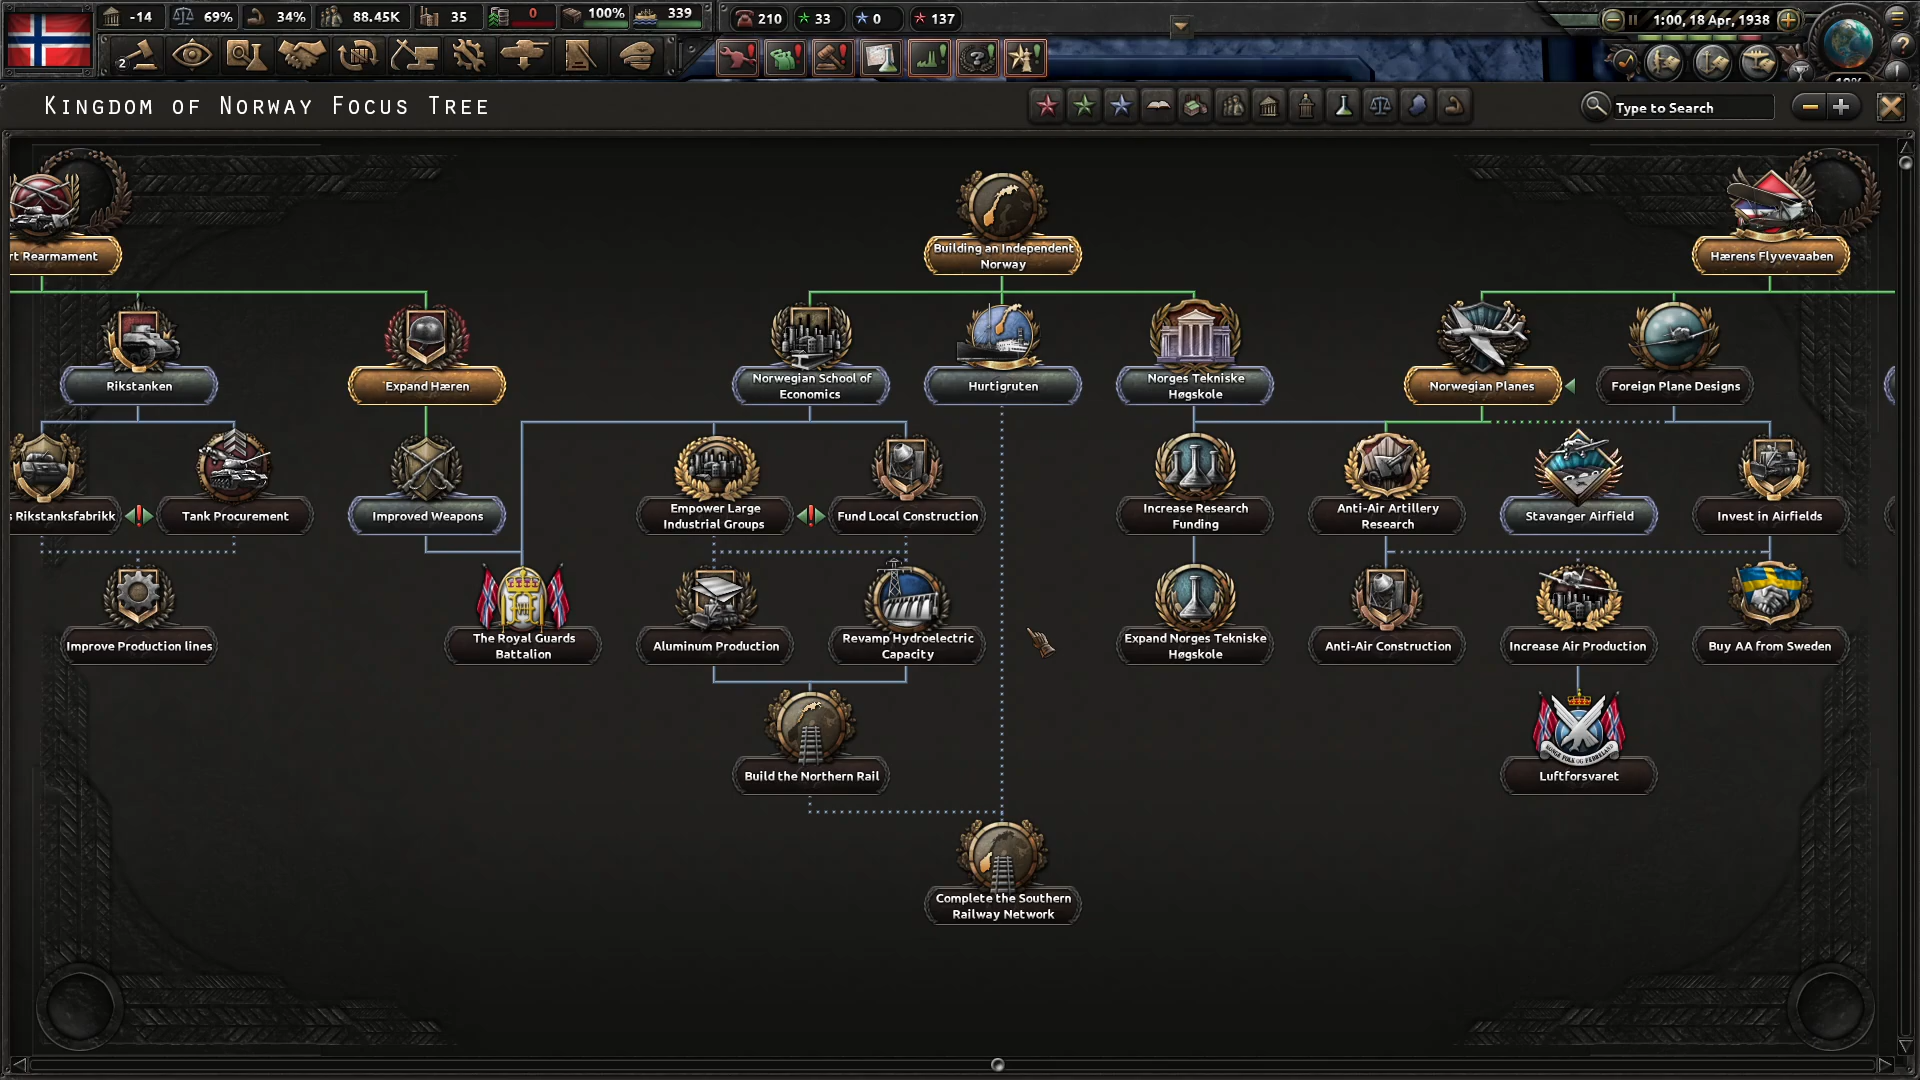 -14
69%
34%
88.45K
35
0
100%
339
210
33
0
137
1:00, 18 Apr, 1938
2
Kingdom of Norway Focus Tree
Type to Search
rt Rearmament
Building an Independent
Norway
Hærens Flyvevaaben
Rikstanken
Expand Hæren
Norwegian School of
Economics
Hurtigruten
Norges Tekniske
Høgskole
Norwegian Planes
Foreign Plane Designs
s Rikstanksfabrikk
Tank Procurement
Improved Weapons
Empower Large
Industrial Groups
Fund Local Construction
Increase Research
Funding
Anti-Air Artillery
Research
Stavanger Airfield
Invest in Airfields
Improve Production lines
The Royal Guards
Battalion
Aluminum Production
Revamp Hydroelectric
Capacity
Expand Norges Tekniske
Høgskole
Anti-Air Construction
Increase Air Production
Buy AA from Sweden
Build the Northern Rail
Luftforsvaret
Complete the Southern
Railway Network